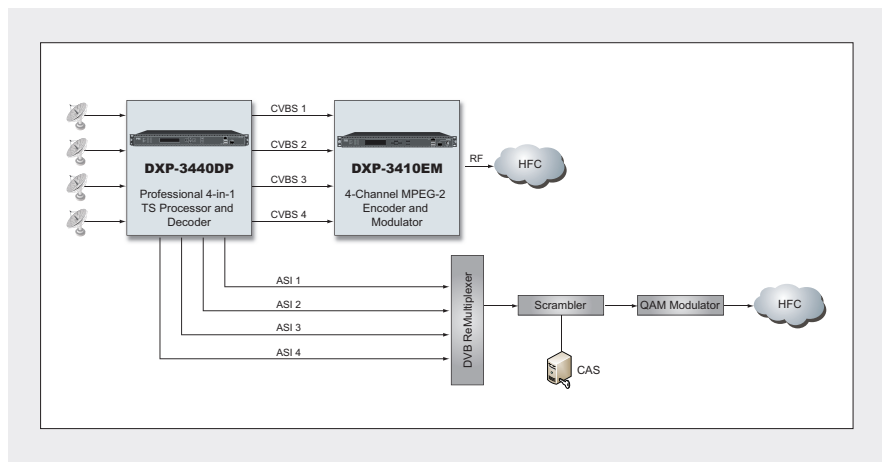 CVBS 1
CVBS 2
CVBS 3
CVBS 4
DXP-3440DP
Professional 4-in-1
TS Processor and
Decoder
DXP-3410EM
4-Channel MPEG-2
Encoder and
Modulator
RF
HFC
ASI 1
ASI 2
ASI 3
ASI 4
DVB ReMultiplexer
Scrambler
QAM Modulator
HFC
CAS